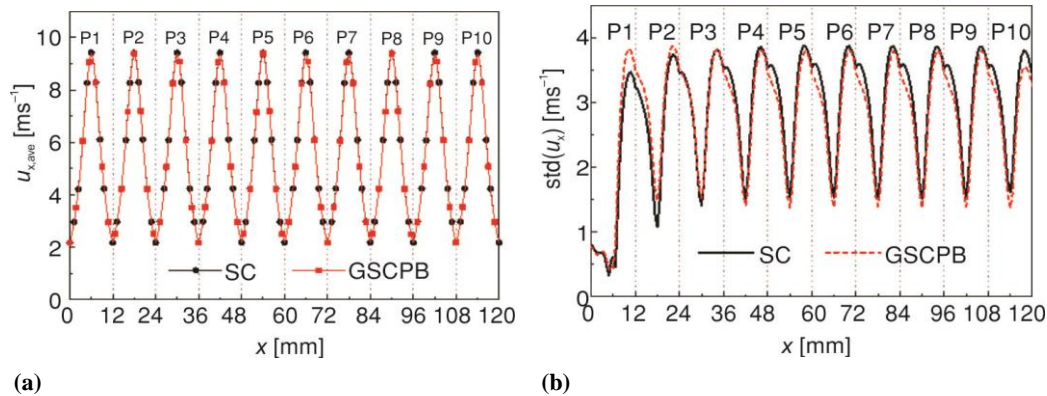 10
8
6
4
2
0
u_x,ave [ms⁻¹]
P1 P2 P3 P4 P5 P6 P7 P8 P9 P10
SC GSCPB
0 12 24 36 48 60 72 84 96 108 120
x [mm]
(a)
4
3
2
1
0
std(u_x) [ms⁻¹]
P1 P2 P3 P4 P5 P6 P7 P8 P9 P10
SC GSCPB
0 12 24 36 48 60 72 84 96 108 120
x [mm]
(b)